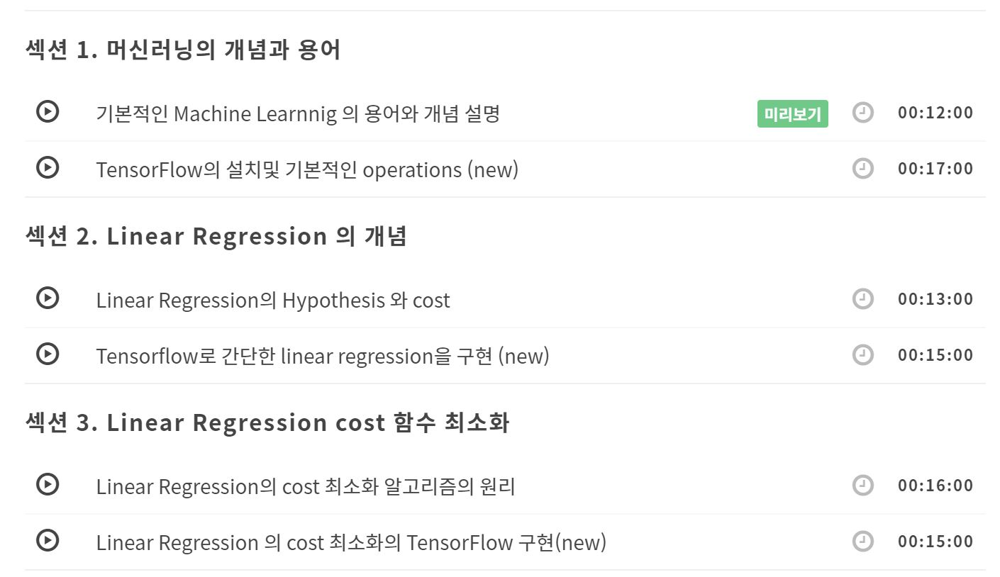 섹션 1. 머신러닝의 개념과 용어
기본적인 Machine Learnnig 의 용어와 개념 설명 미리보기 00:12:00
TensorFlow의 설치및 기본적인 operations (new) 00:17:00
섹션 2. Linear Regression 의 개념
Linear Regression의 Hypothesis 와 cost 00:13:00
Tensorflow로 간단한 linear regression을 구현 (new) 00:15:00
섹션 3. Linear Regression cost 함수 최소화
Linear Regression의 cost 최소화 알고리즘의 원리 00:16:00
Linear Regression 의 cost 최소화의 TensorFlow 구현(new) 00:15:00